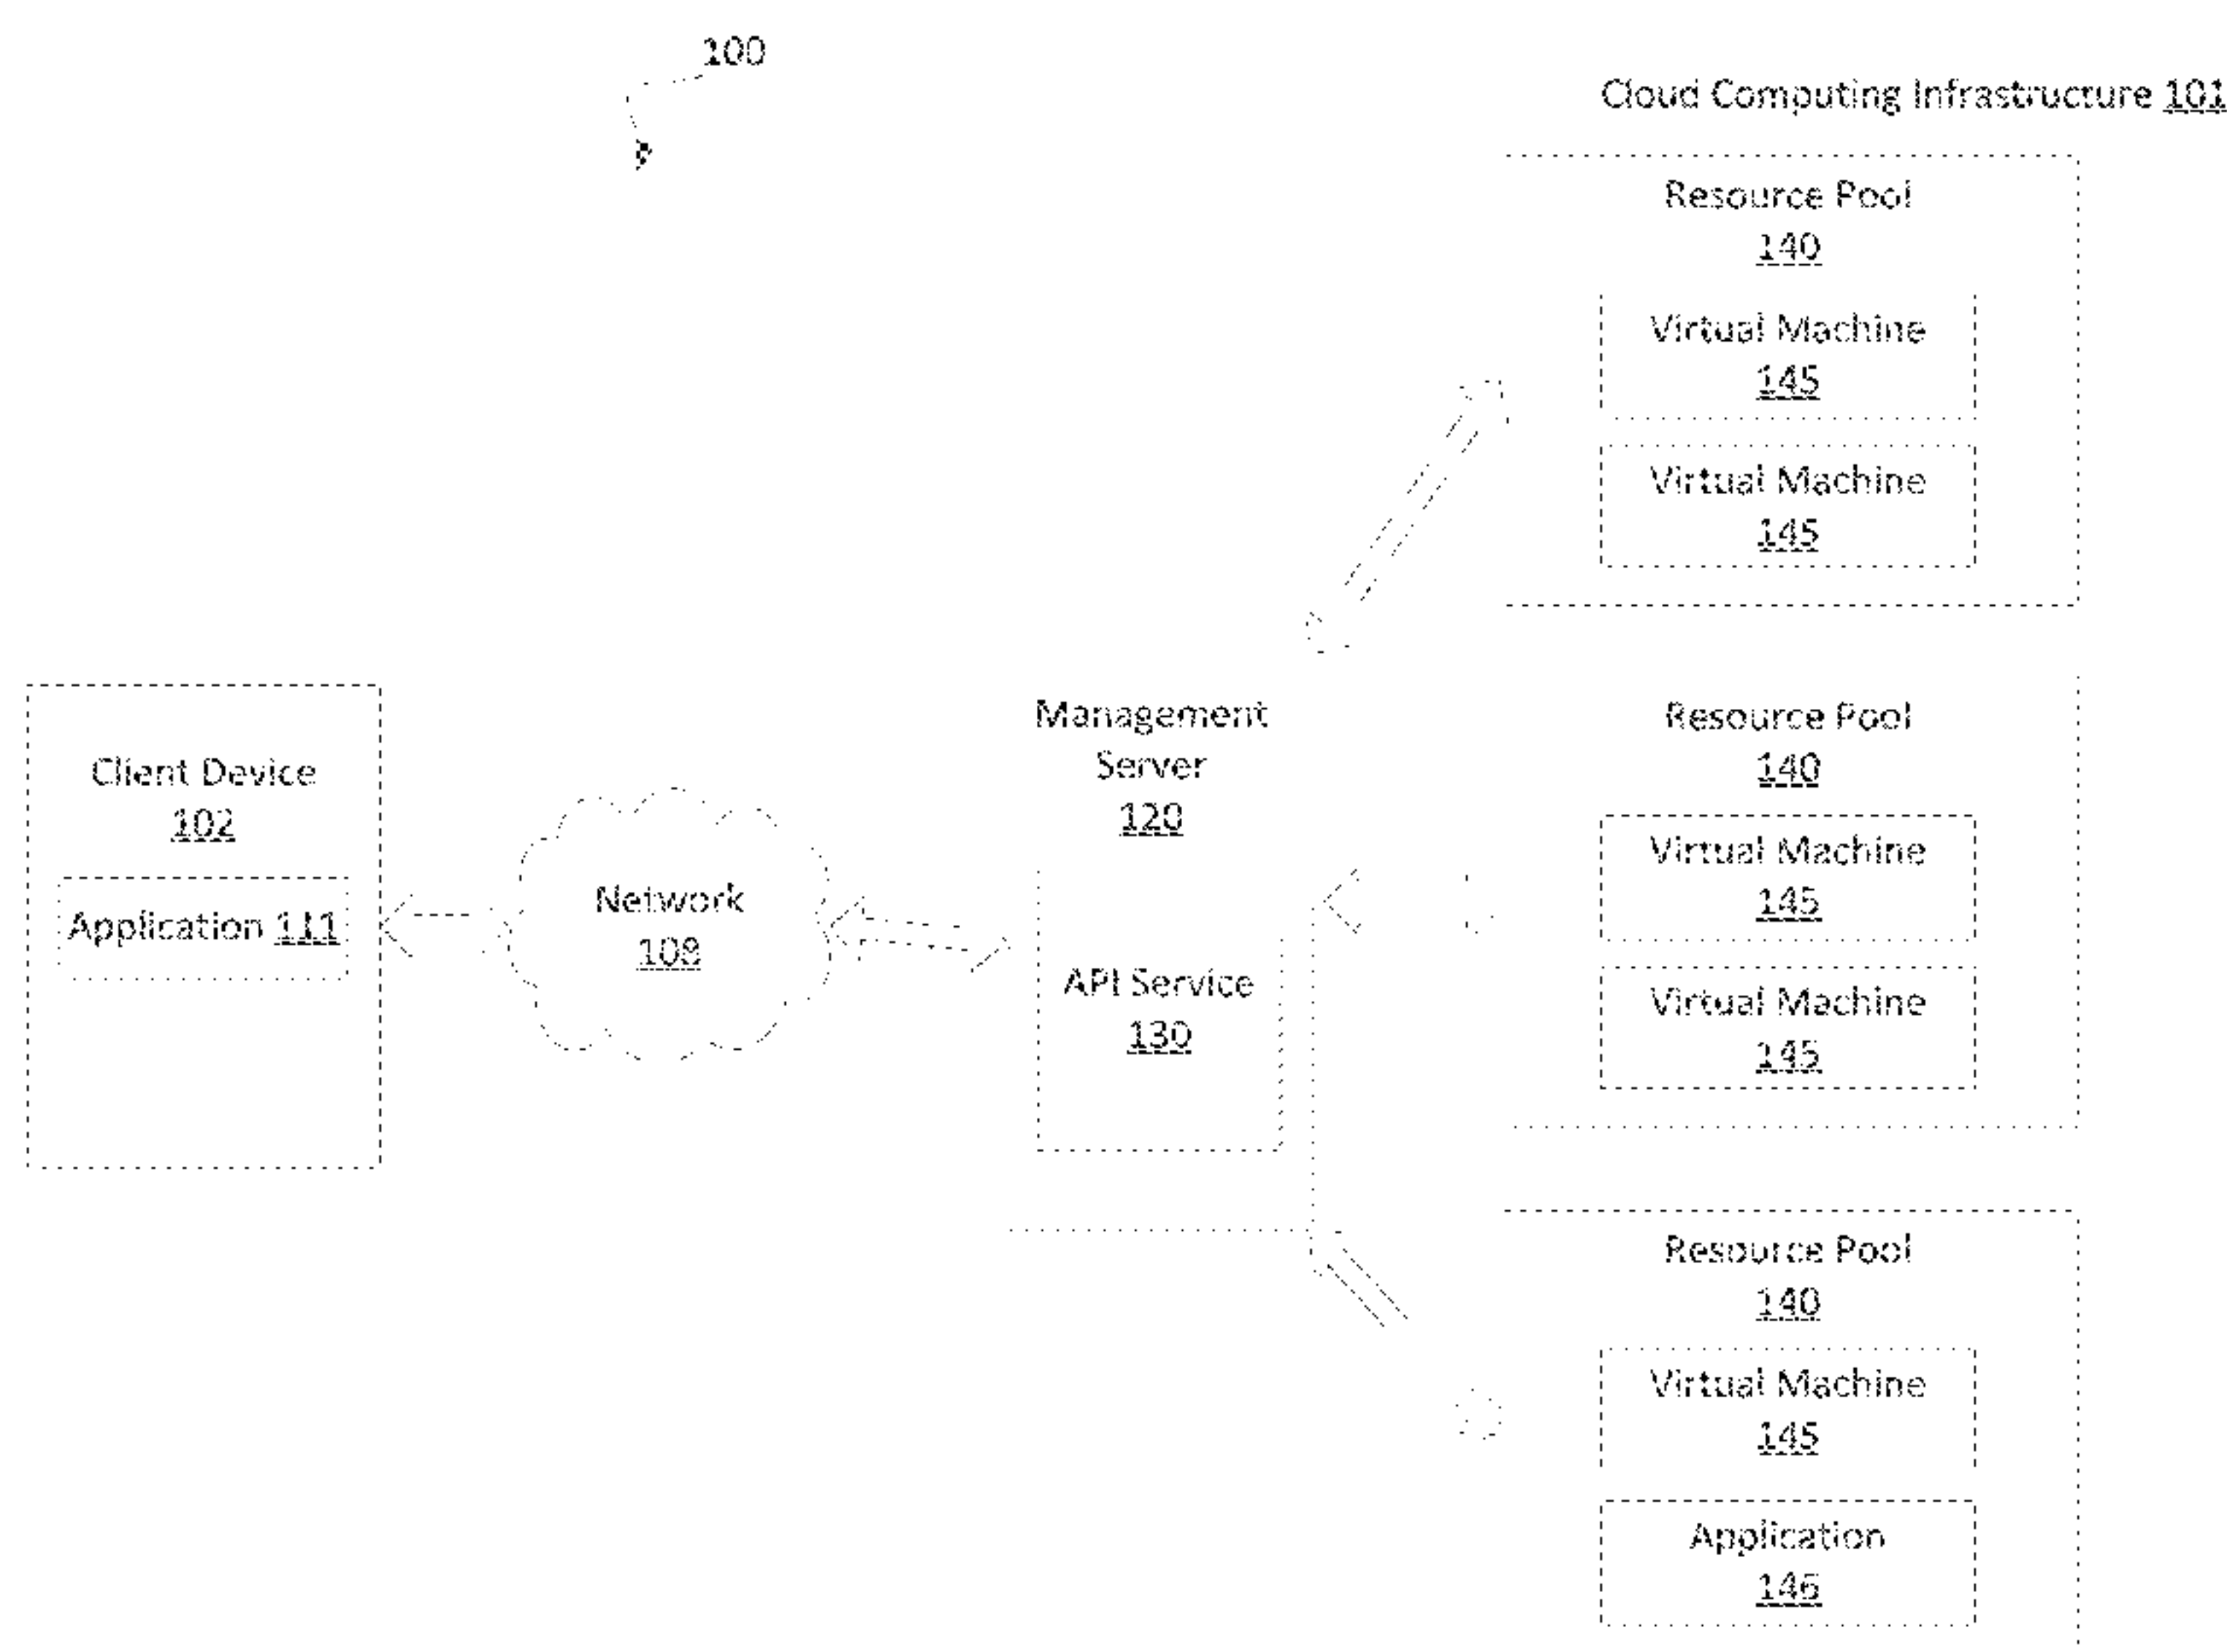 100
Cloud Computing Infrastructure 101
Resource Pool
140
Virtual Machine
145
Virtual Machine
145
Client Device
102
Application 111
Network
108
Management
Server
120
API Service
130
Resource Pool
140
Virtual Machine
145
Virtual Machine
145
Resource Pool
140
Virtual Machine
145
Application
146